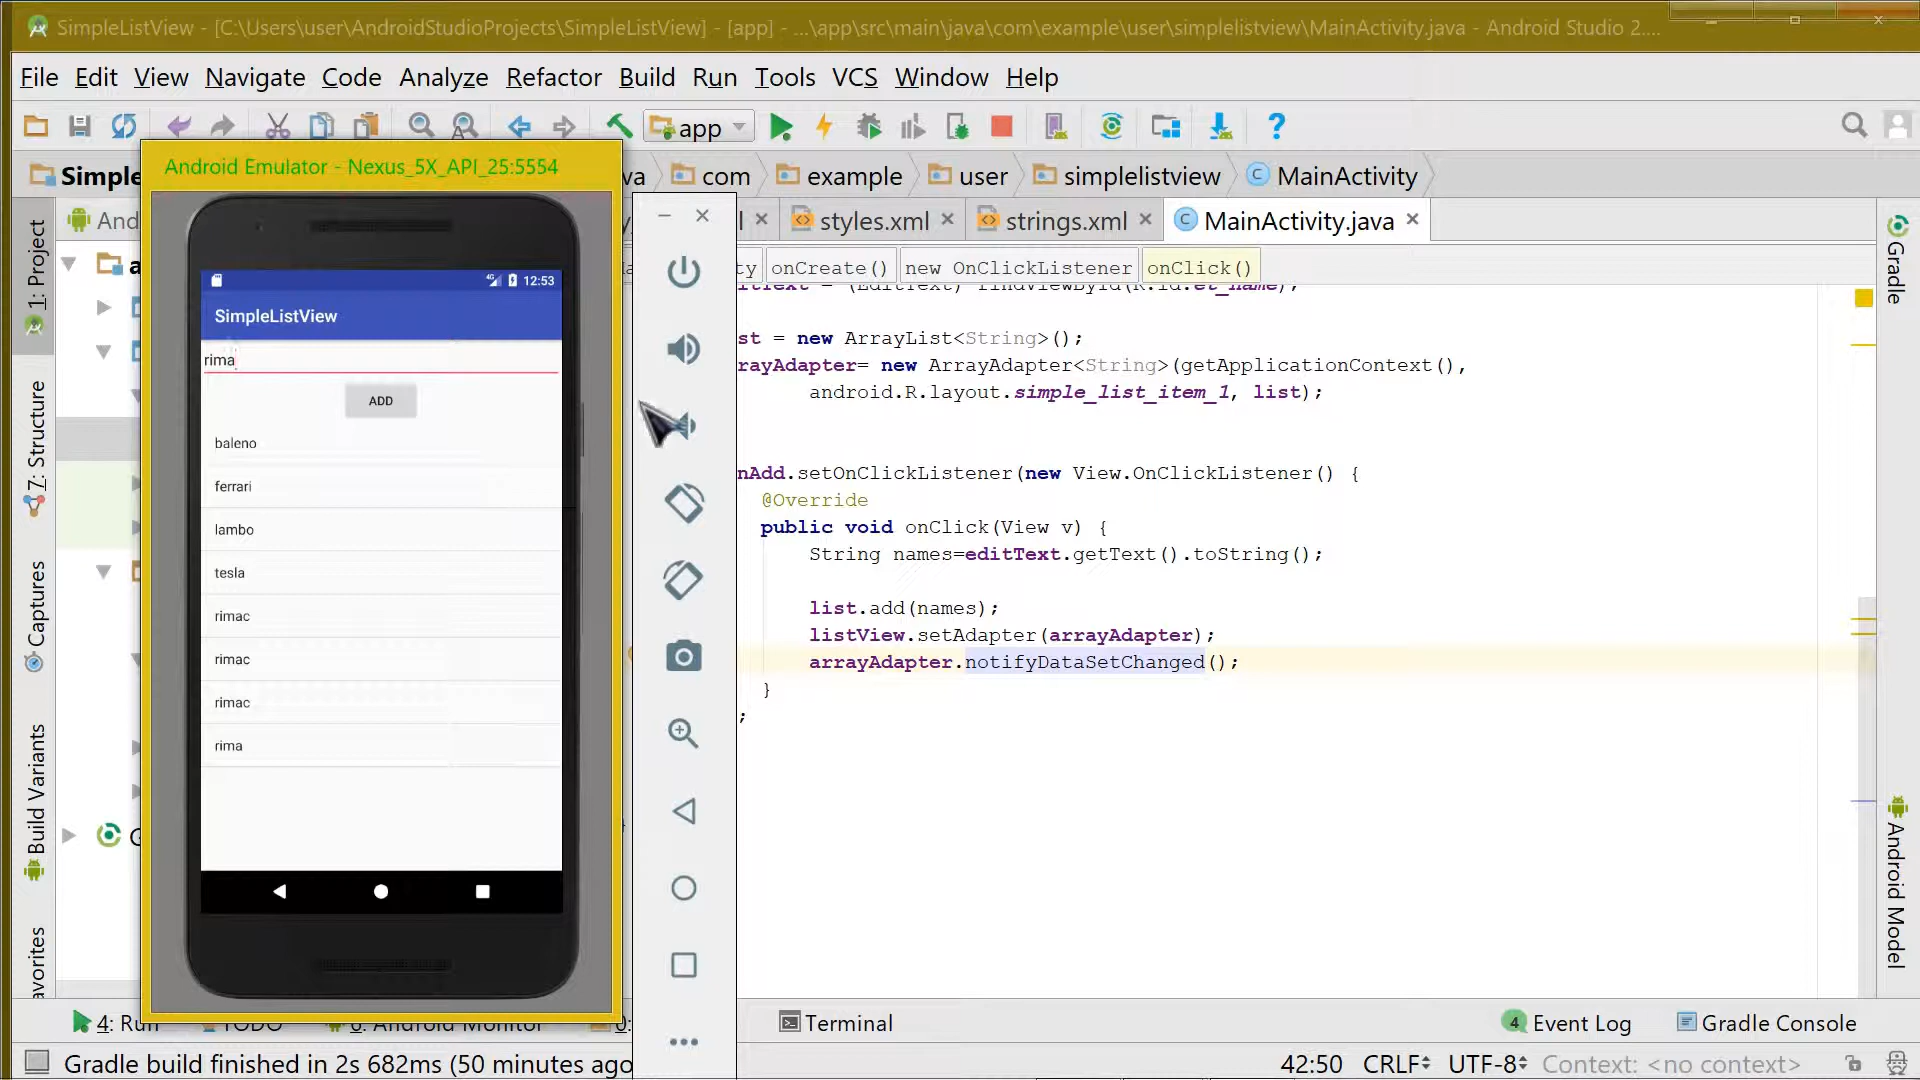 SimpleListView - [C:\Users\user\AndroidStudioProjects\SimpleListView] - [app] - ...\app\src\main\java\com\example\user\simplelistview\MainActivity.java - Android Studio 2....
File Edit View Navigate Code Analyze Refactor Build Run Tools VCS Window Help
app
Simple com example user simplelistview MainActivity
styles.xml strings.xml MainActivity.java
onCreate() new OnClickListener onClick()
Android Emulator - Nexus_5X_API_25:5554
12:53
SimpleListView
rima
ADD
baleno
ferrari
lambo
tesla
rimac
rimac
rimac
rima
st = new ArrayList<String>();
rayAdapter= new ArrayAdapter<String>(getApplicationContext(),
android.R.layout.simple_list_item_1, list);
nAdd.setOnClickListener(new View.OnClickListener() {
@Override
public void onClick(View v) {
String names=editText.getText().toString();
list.add(names);
listView.setAdapter(arrayAdapter);
arrayAdapter.notifyDataSetChanged();
}
;
1: Project
7: Structure
Captures
Build Variants
avorites
Gradle
Android Model
4: Run TODO 6: Android Monitor 0: Terminal
4 Event Log Gradle Console
Gradle build finished in 2s 682ms (50 minutes ago
42:50 CRLF UTF-8 Context: <no context>